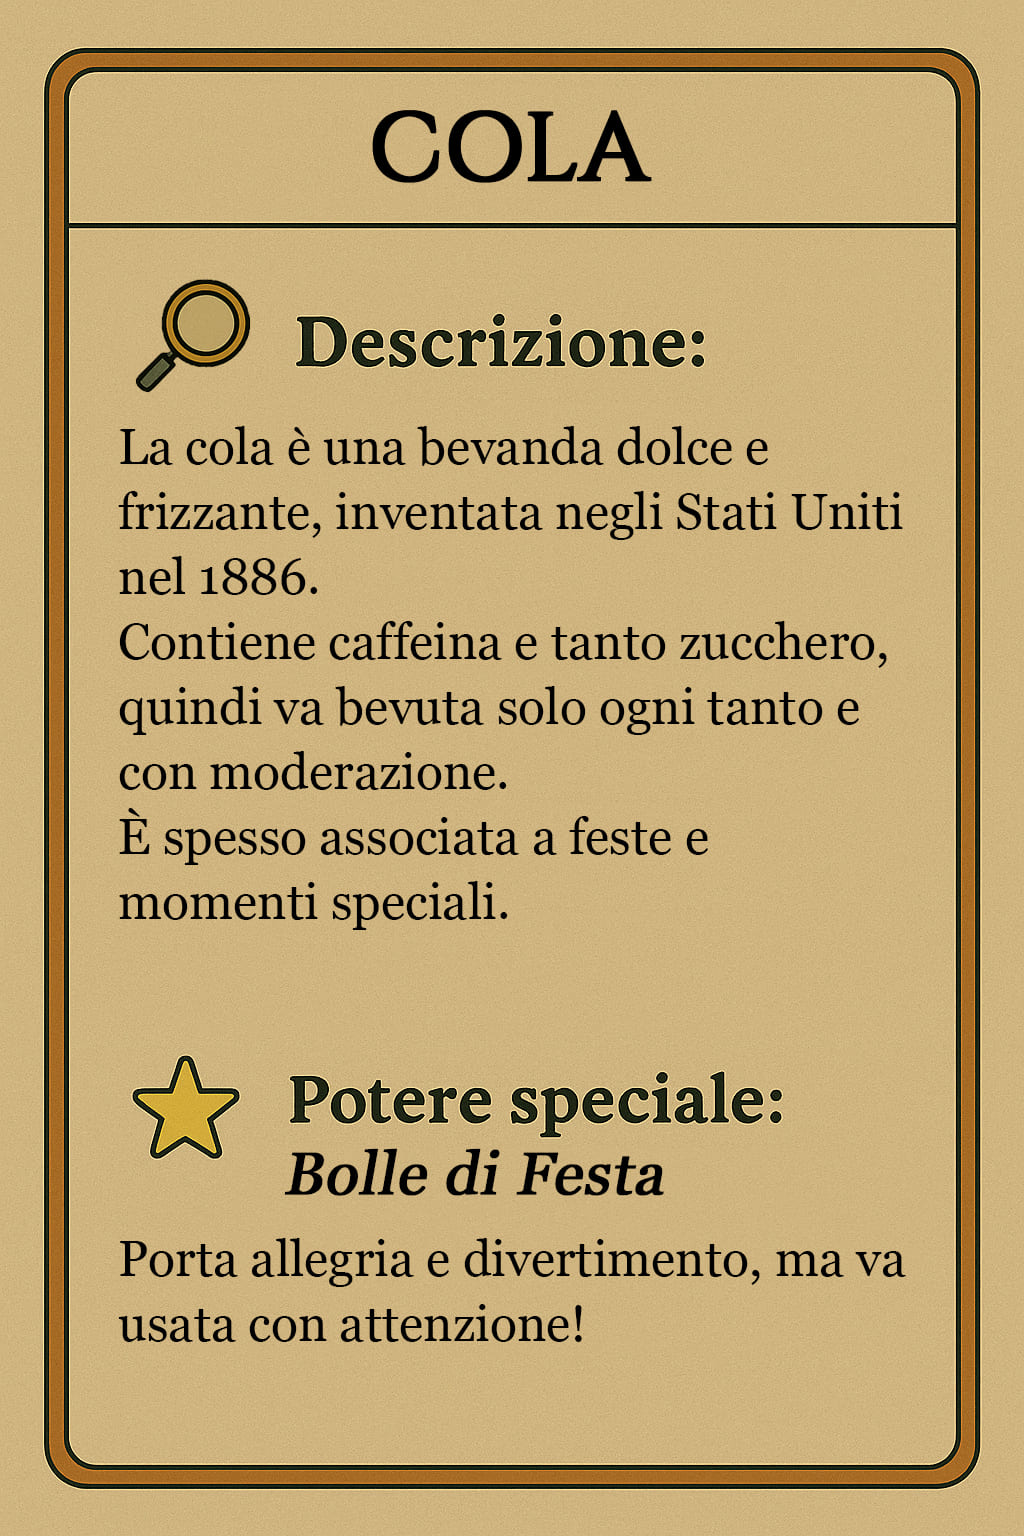 COLA
Descrizione:
La cola è una bevanda dolce e
frizzante, inventata negli Stati Uniti
nel 1886.
Contiene caffeina e tanto zucchero,
quindi va bevuta solo ogni tanto e
con moderazione.
È spesso associata a feste e
momenti speciali.
Potere speciale:
Bolle di Festa
Porta allegria e divertimento, ma va
usata con attenzione!